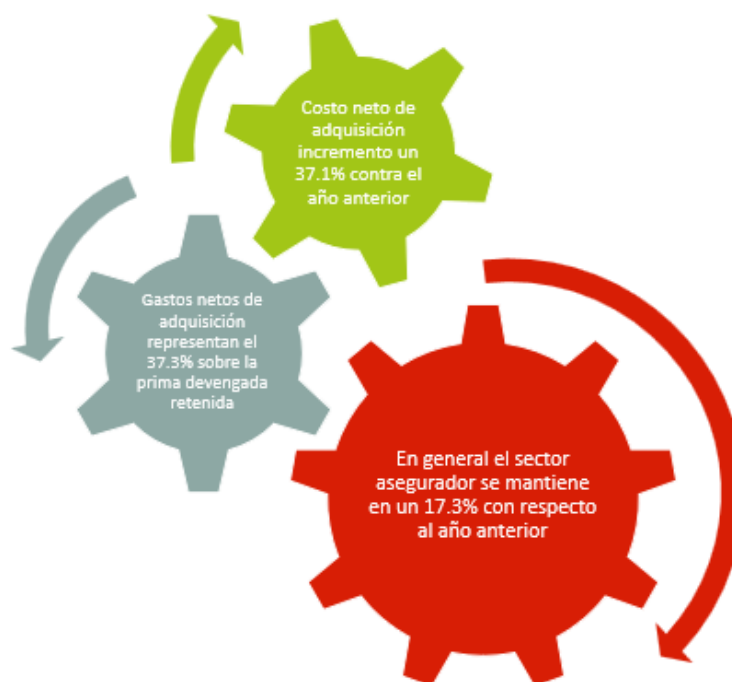 Costo neto de
adquisición
incremento un
37.1% contra el
año anterior
Gastos netos de
adquisición
representan el
37.3% sobre la
prima devengada
retenida
En general el sector
asegurador se mantiene
en un 17.3% con respecto
al año anterior